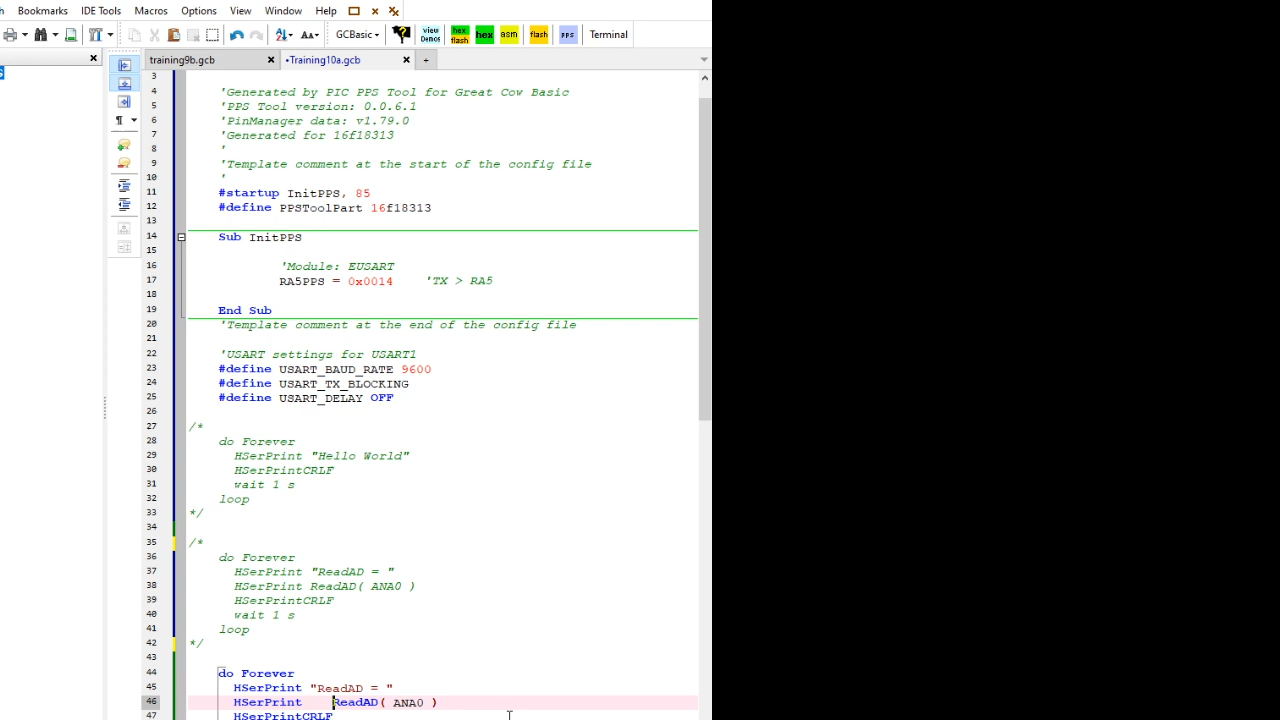 Bookmarks IDE Tools Macros Options View Window Help
GCBasic view Demos hex flash hex asm flash pps Terminal
training9b.gcb •Training10a.gcb
3
4 'Generated by PIC PPS Tool for Great Cow Basic
5 'PPS Tool version: 0.0.6.1
6 'PinManager data: v1.79.0
7 'Generated for 16f18313
8 '
9 'Template comment at the start of the config file
10 '
11 #startup InitPPS, 85
12 #define PPSToolPart 16f18313
13
14 Sub InitPPS
15
16 'Module: EUSART
17 RA5PPS = 0x0014 'TX > RA5
18
19 End Sub
20 'Template comment at the end of the config file
21
22 'USART settings for USART1
23 #define USART_BAUD_RATE 9600
24 #define USART_TX_BLOCKING
25 #define USART_DELAY OFF
26
27 /*
28 do Forever
29 HSerPrint "Hello World"
30 HSerPrintCRLF
31 wait 1 s
32 loop
33 */
34
35 /*
36 do Forever
37 HSerPrint "ReadAD = "
38 HSerPrint ReadAD( ANA0 )
39 HSerPrintCRLF
40 wait 1 s
41 loop
42 */
43
44 do Forever
45 HSerPrint "ReadAD = "
46 HSerPrint ReadAD( ANA0 )
47 HSerPrintCRLF